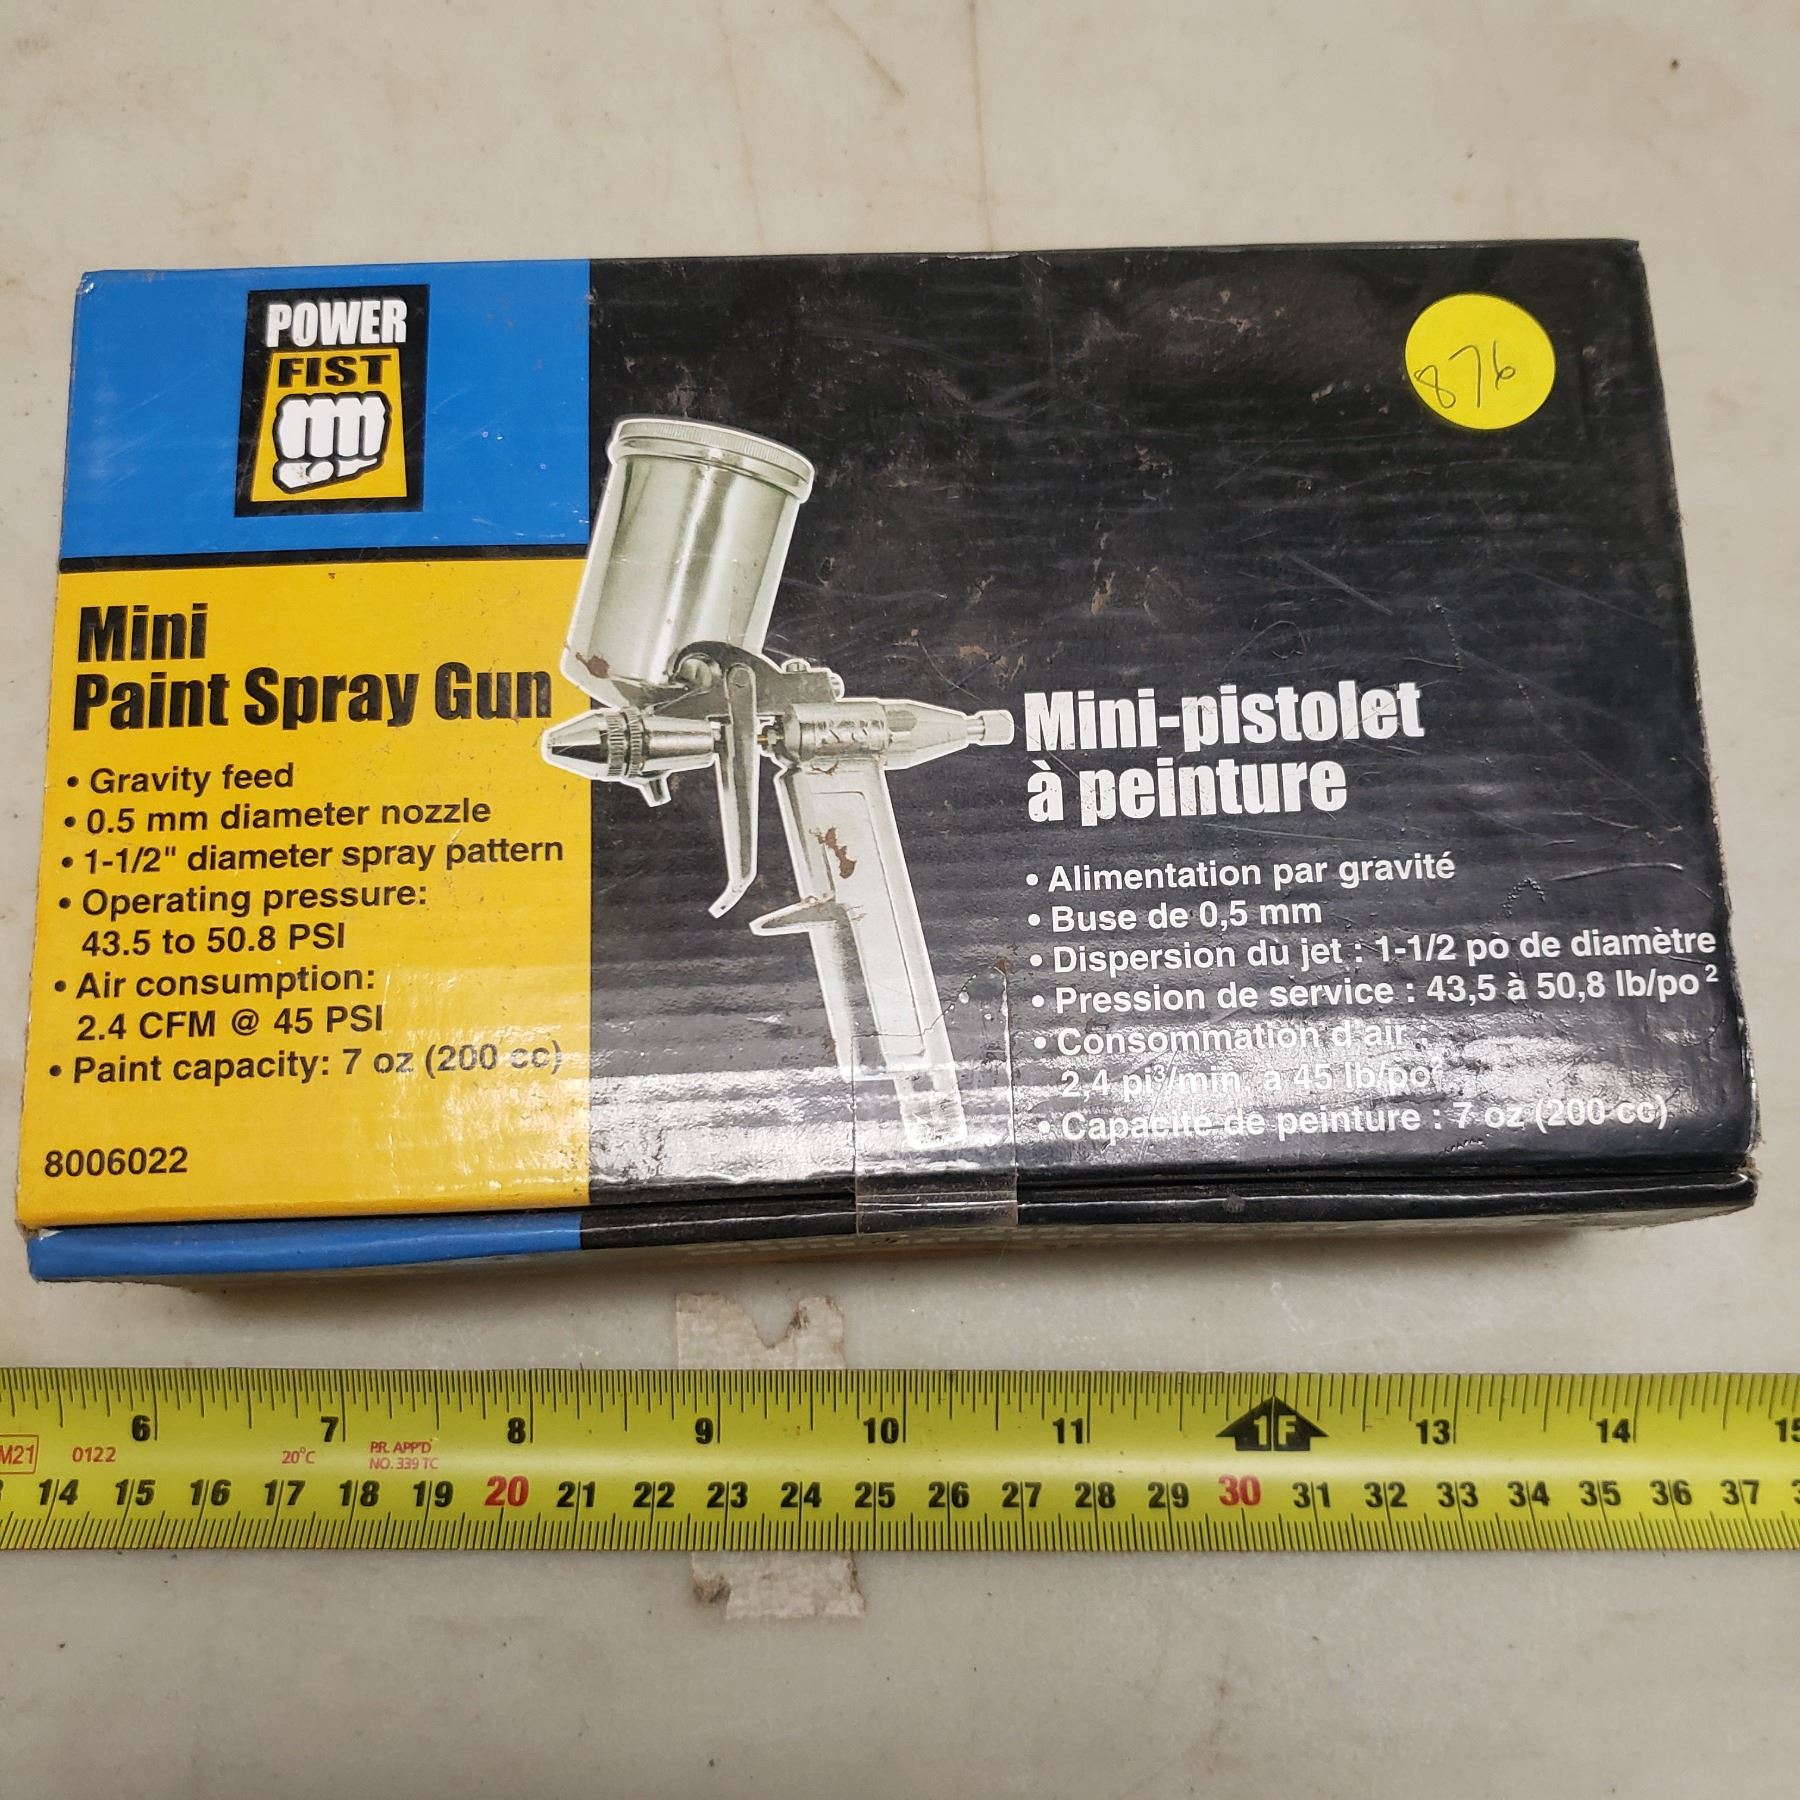 POWER
FIST
876
Mini
Paint Spray Gun
• Gravity feed
• 0.5 mm diameter nozzle
• 1-1/2" diameter spray pattern
• Operating pressure:
43.5 to 50.8 PSI
• Air consumption:
2.4 CFM @ 45 PSI
• Paint capacity: 7 oz (200 cc)
8006022
Mini-pistolet
à peinture
• Alimentation par gravité
• Buse de 0,5 mm
• Dispersion du jet : 1-1/2 po de diamètre
• Pression de service : 43,5 à 50,8 lb/po²
• Consommation d'air :
2,4 pi³/min. à 45 lb/po²
• Capacité de peinture : 7 oz (200 cc)
6 7 8 9 10 11 1F 13 14 15
M21 0122 20°C P.R. APP'D
NO. 339 TC
14 15 16 17 18 19 20 21 22 23 24 25 26 27 28 29 30 31 32 33 34 35 36 37